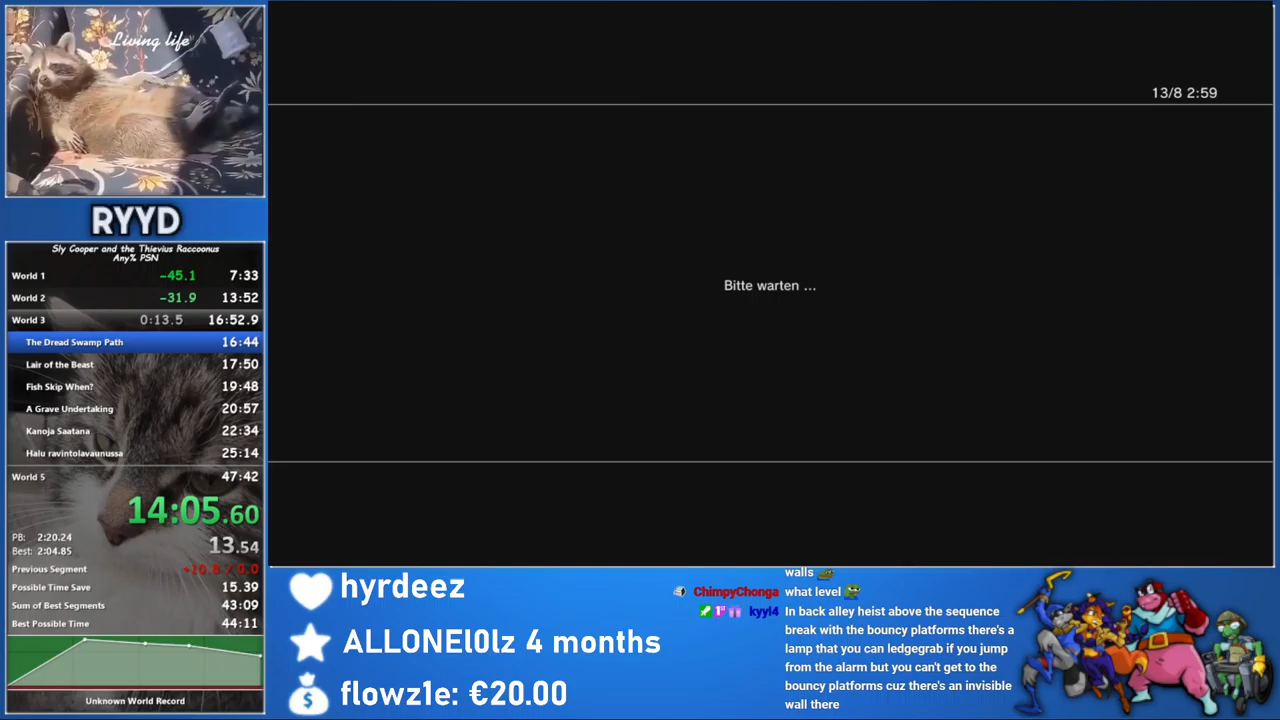 Living life
RYYD
Sly Cooper and the Thievius Raccoonus
Any% PSN
World 1 -45.1 7:33
World 2 -31.9 13:52
World 3 0:13.5 16:52.9
The Dread Swamp Path 16:44
Lair of the Beast 17:50
Fish Skip When? 19:48
A Grave Undertaking 20:57
Kanoja Saatana 22:34
Halu ravintolavaunussa 25:14
World 5 47:42
14:05.60
PB: 2:20.24
Best: 2:04.85
13.54
Previous Segment +10.8 / 0.0
Possible Time Save 15.39
Sum of Best Segments 43:09
Best Possible Time 44:11
Unknown World Record
13/8 2:59
Bitte warten ...
hyrdeez
ALLONEl0lz 4 months
flowz1e: €20.00
walls
ChimpyChonga what level
kyyl4 In back alley heist above the sequence
break with the bouncy platforms there's a
lamp that you can ledgegrab if you jump
from the alarm but you can't get to the
bouncy platforms cuz there's an invisible
wall there